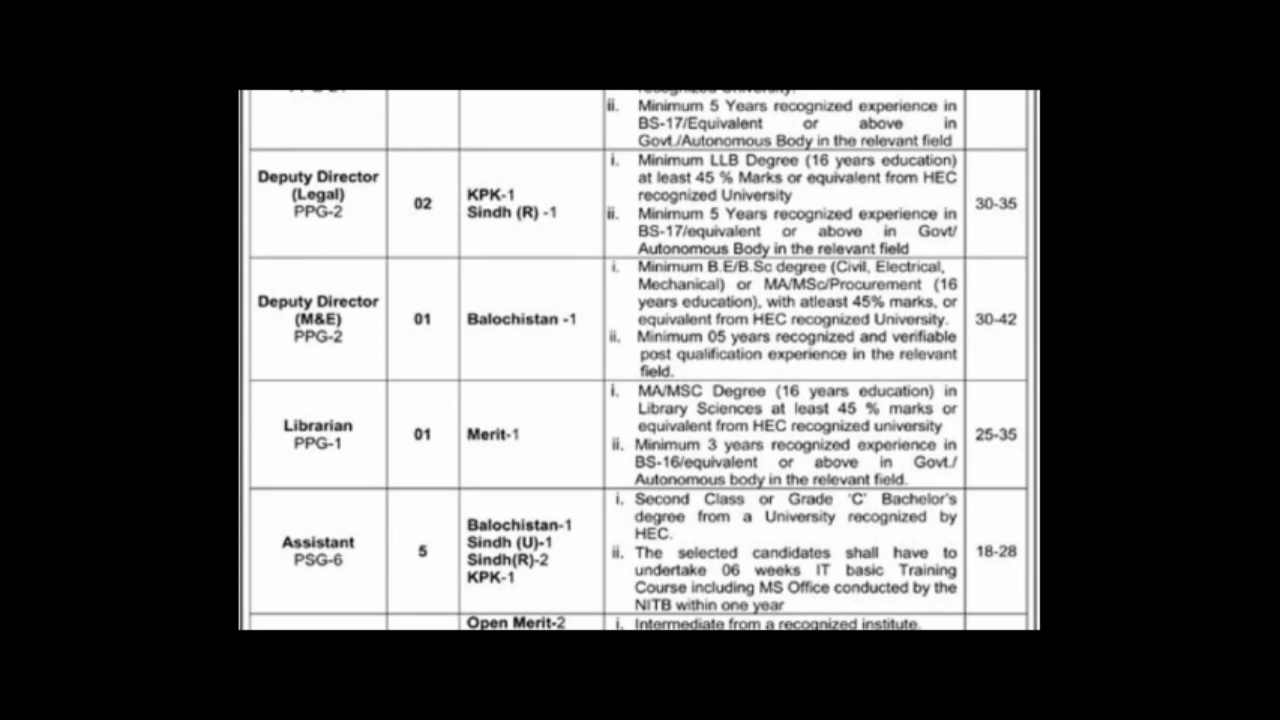 ii. Minimum 5 Years recognized experience in
BS-17/Equivalent or above in
Govt./Autonomous Body in the relevant field
Deputy Director
(Legal)
PPG-2
02
KPK-1
Sindh (R) -1
i. Minimum LLB Degree (16 years education)
at least 45 % Marks or equivalent from HEC
recognized University
ii. Minimum 5 Years recognized experience in
BS-17/equivalent or above in Govt/
Autonomous Body in the relevant field
30-35
Deputy Director
(M&E)
PPG-2
01
Balochistan -1
i. Minimum B.E/B.Sc degree (Civil, Electrical,
Mechanical) or MA/MSc/Procurement (16
years education), with atleast 45% marks, or
equivalent from HEC recognized University.
ii. Minimum 05 years recognized and verifiable
post qualification experience in the relevant
field.
30-42
Librarian
PPG-1
01
Merit-1
i. MA/MSC Degree (16 years education) in
Library Sciences at least 45 % marks or
equivalent from HEC recognized university
ii. Minimum 3 years recognized experience in
BS-16/equivalent or above in Govt./
Autonomous body in the relevant field.
25-35
Assistant
PSG-6
5
Balochistan-1
Sindh (U)-1
Sindh(R)-2
KPK-1
i. Second Class or Grade 'C' Bachelor's
degree from a University recognized by
HEC.
ii. The selected candidates shall have to
undertake 06 weeks IT basic Training
Course including MS Office conducted by the
NITB within one year
18-28
Open Merit-2
i. Intermediate from a recognized institute.